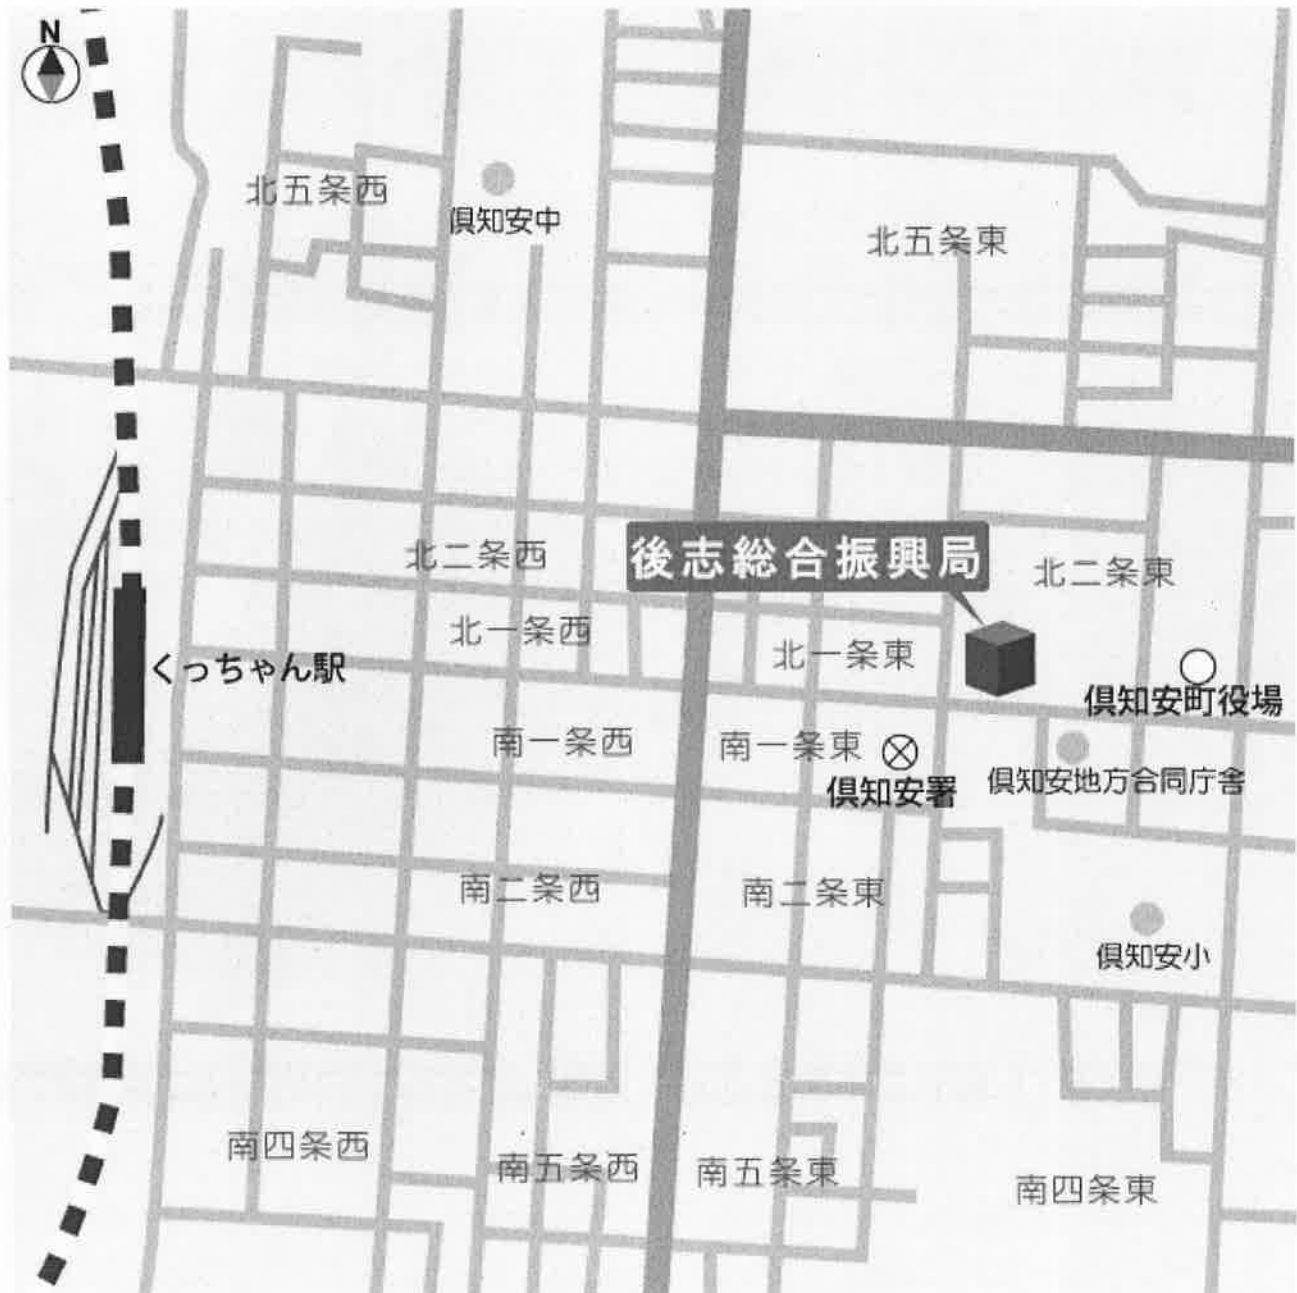 N
北五条西
倶知安中
北五条東
後志総合振興局
北二条西
北二条東
北一条西
北一条東
くっちゃん駅
倶知安町役場
南一条西
南一条東
倶知安署
倶知安地方合同庁舎
南二条西
南二条東
倶知安小
南四条西
南五条西
南五条東
南四条東